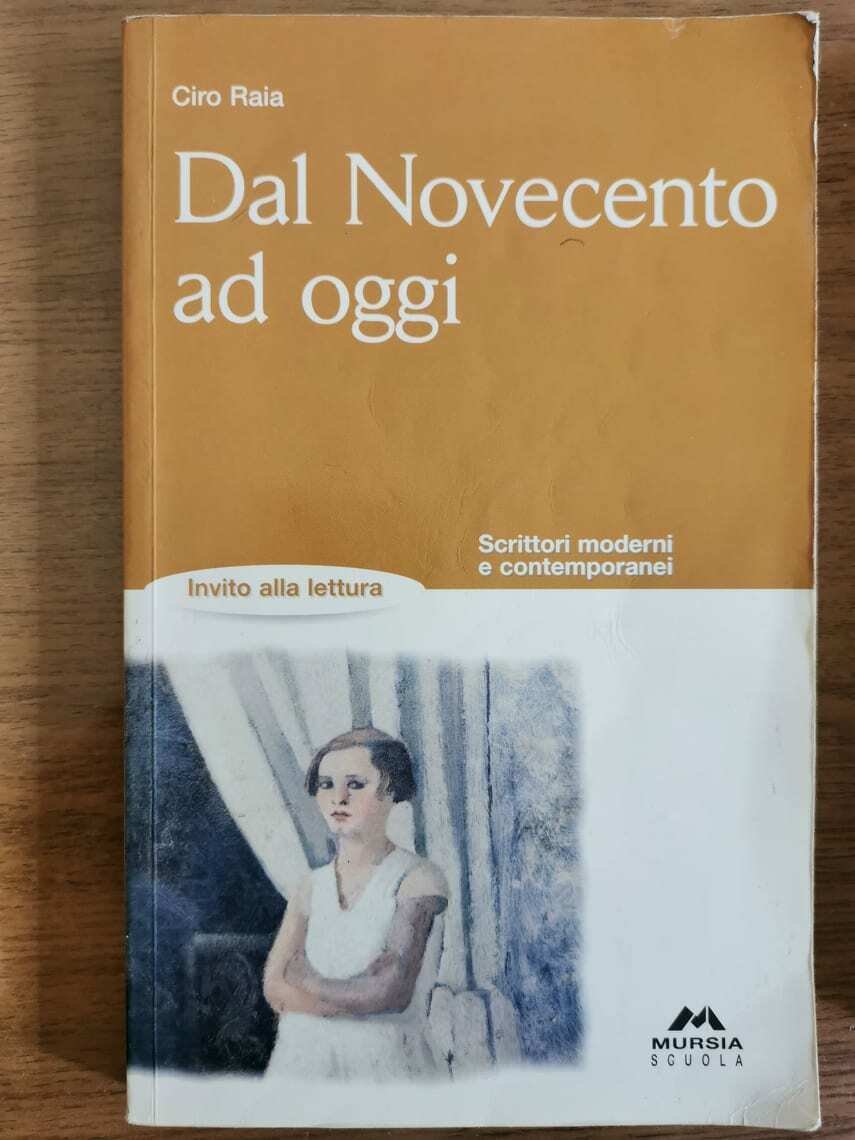 Ciro Raia
Dal Novecento
ad oggi
Scrittori moderni
e contemporanei
Invito alla lettura
MURSIA
SCUOLA